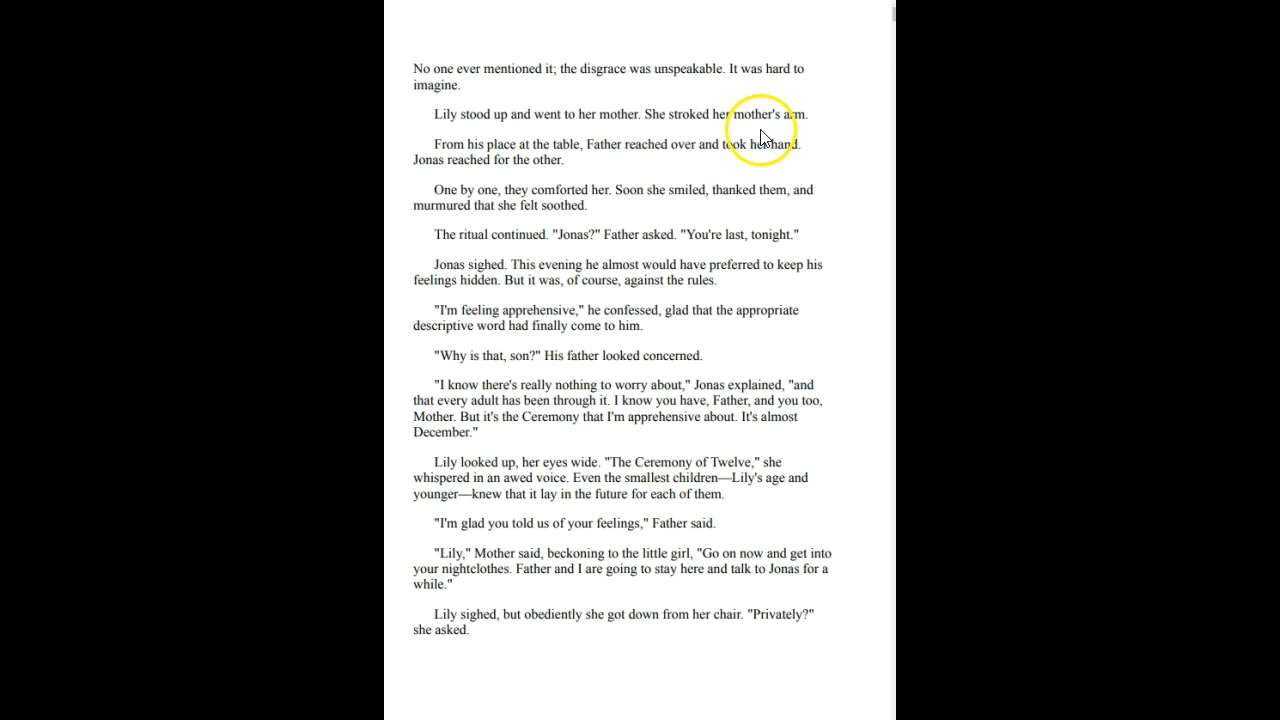 No one ever mentioned it; the disgrace was unspeakable. It was hard to
imagine.
Lily stood up and went to her mother. She stroked her mother's arm.
From his place at the table, Father reached over and took her hand.
Jonas reached for the other.
One by one, they comforted her. Soon she smiled, thanked them, and
murmured that she felt soothed.
The ritual continued. "Jonas?" Father asked. "You're last, tonight."
Jonas sighed. This evening he almost would have preferred to keep his
feelings hidden. But it was, of course, against the rules.
"I'm feeling apprehensive," he confessed, glad that the appropriate
descriptive word had finally come to him.
"Why is that, son?" His father looked concerned.
"I know there's really nothing to worry about," Jonas explained, "and
that every adult has been through it. I know you have, Father, and you too,
Mother. But it's the Ceremony that I'm apprehensive about. It's almost
December."
Lily looked up, her eyes wide. "The Ceremony of Twelve," she
whispered in an awed voice. Even the smallest children—Lily's age and
younger—knew that it lay in the future for each of them.
"I'm glad you told us of your feelings," Father said.
"Lily," Mother said, beckoning to the little girl, "Go on now and get into
your nightclothes. Father and I are going to stay here and talk to Jonas for a
while."
Lily sighed, but obediently she got down from her chair. "Privately?"
she asked.